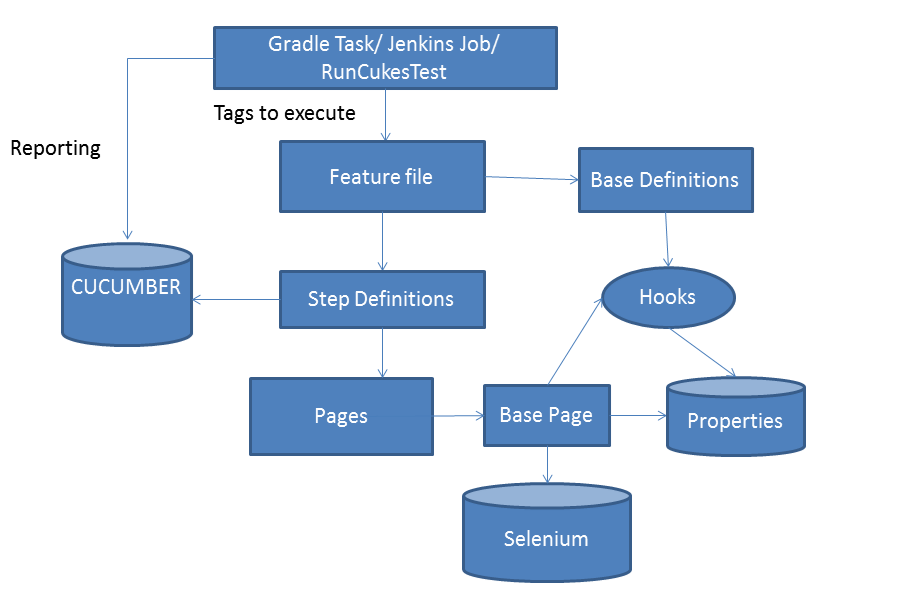 Gradle Task/ Jenkins Job/
RunCukesTest
Tags to execute
Reporting
Feature file
Base Definitions
CUCUMBER
Step Definitions
Hooks
Pages
Base Page
Properties
Selenium